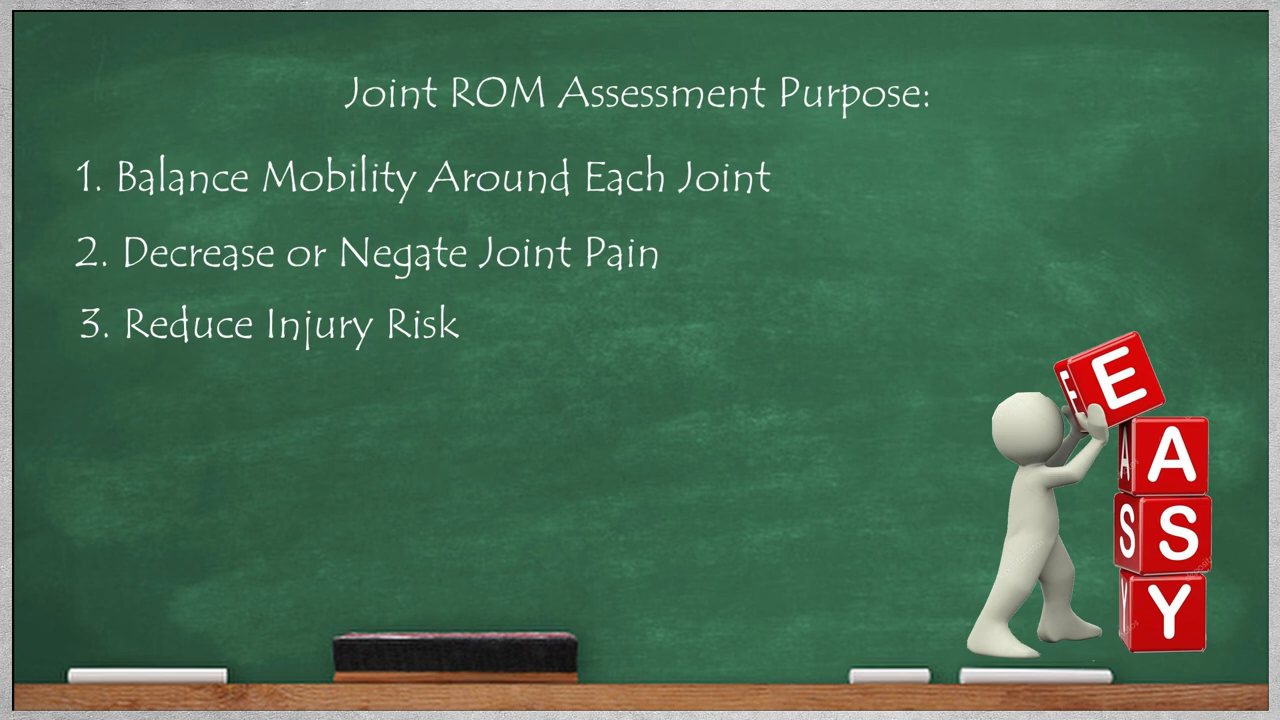 Joint ROM Assessment Purpose:
1. Balance Mobility Around Each Joint
2. Decrease or Negate Joint Pain
3. Reduce Injury Risk
E E
A A
S S
Y Y